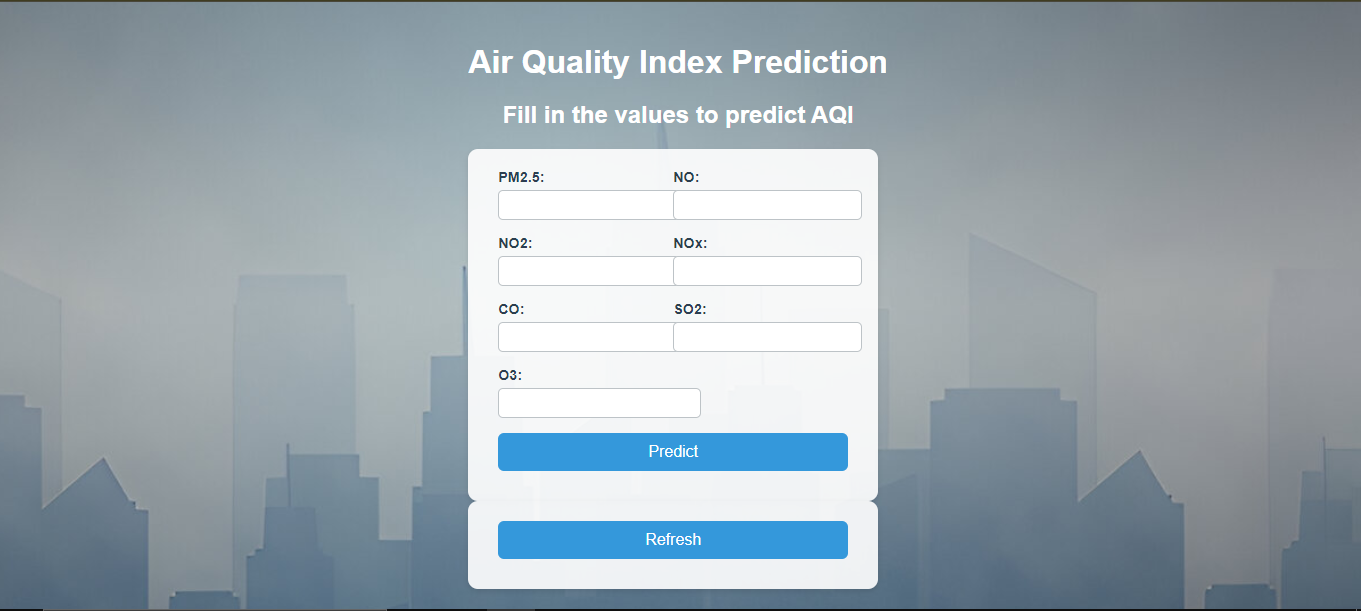 Air Quality Index Prediction
Fill in the values to predict AQI
PM2.5: NO:
NO2: NOx:
CO: SO2:
O3:
Predict
Refresh